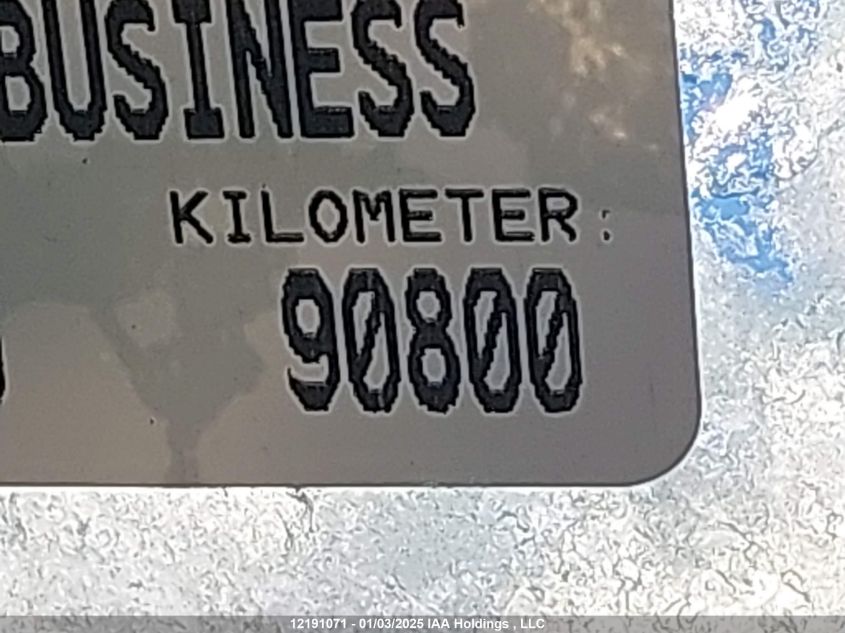 BUSINESS
KILOMETER:
90800
12191071 - 01/03/2025 IAA Holdings , LLC